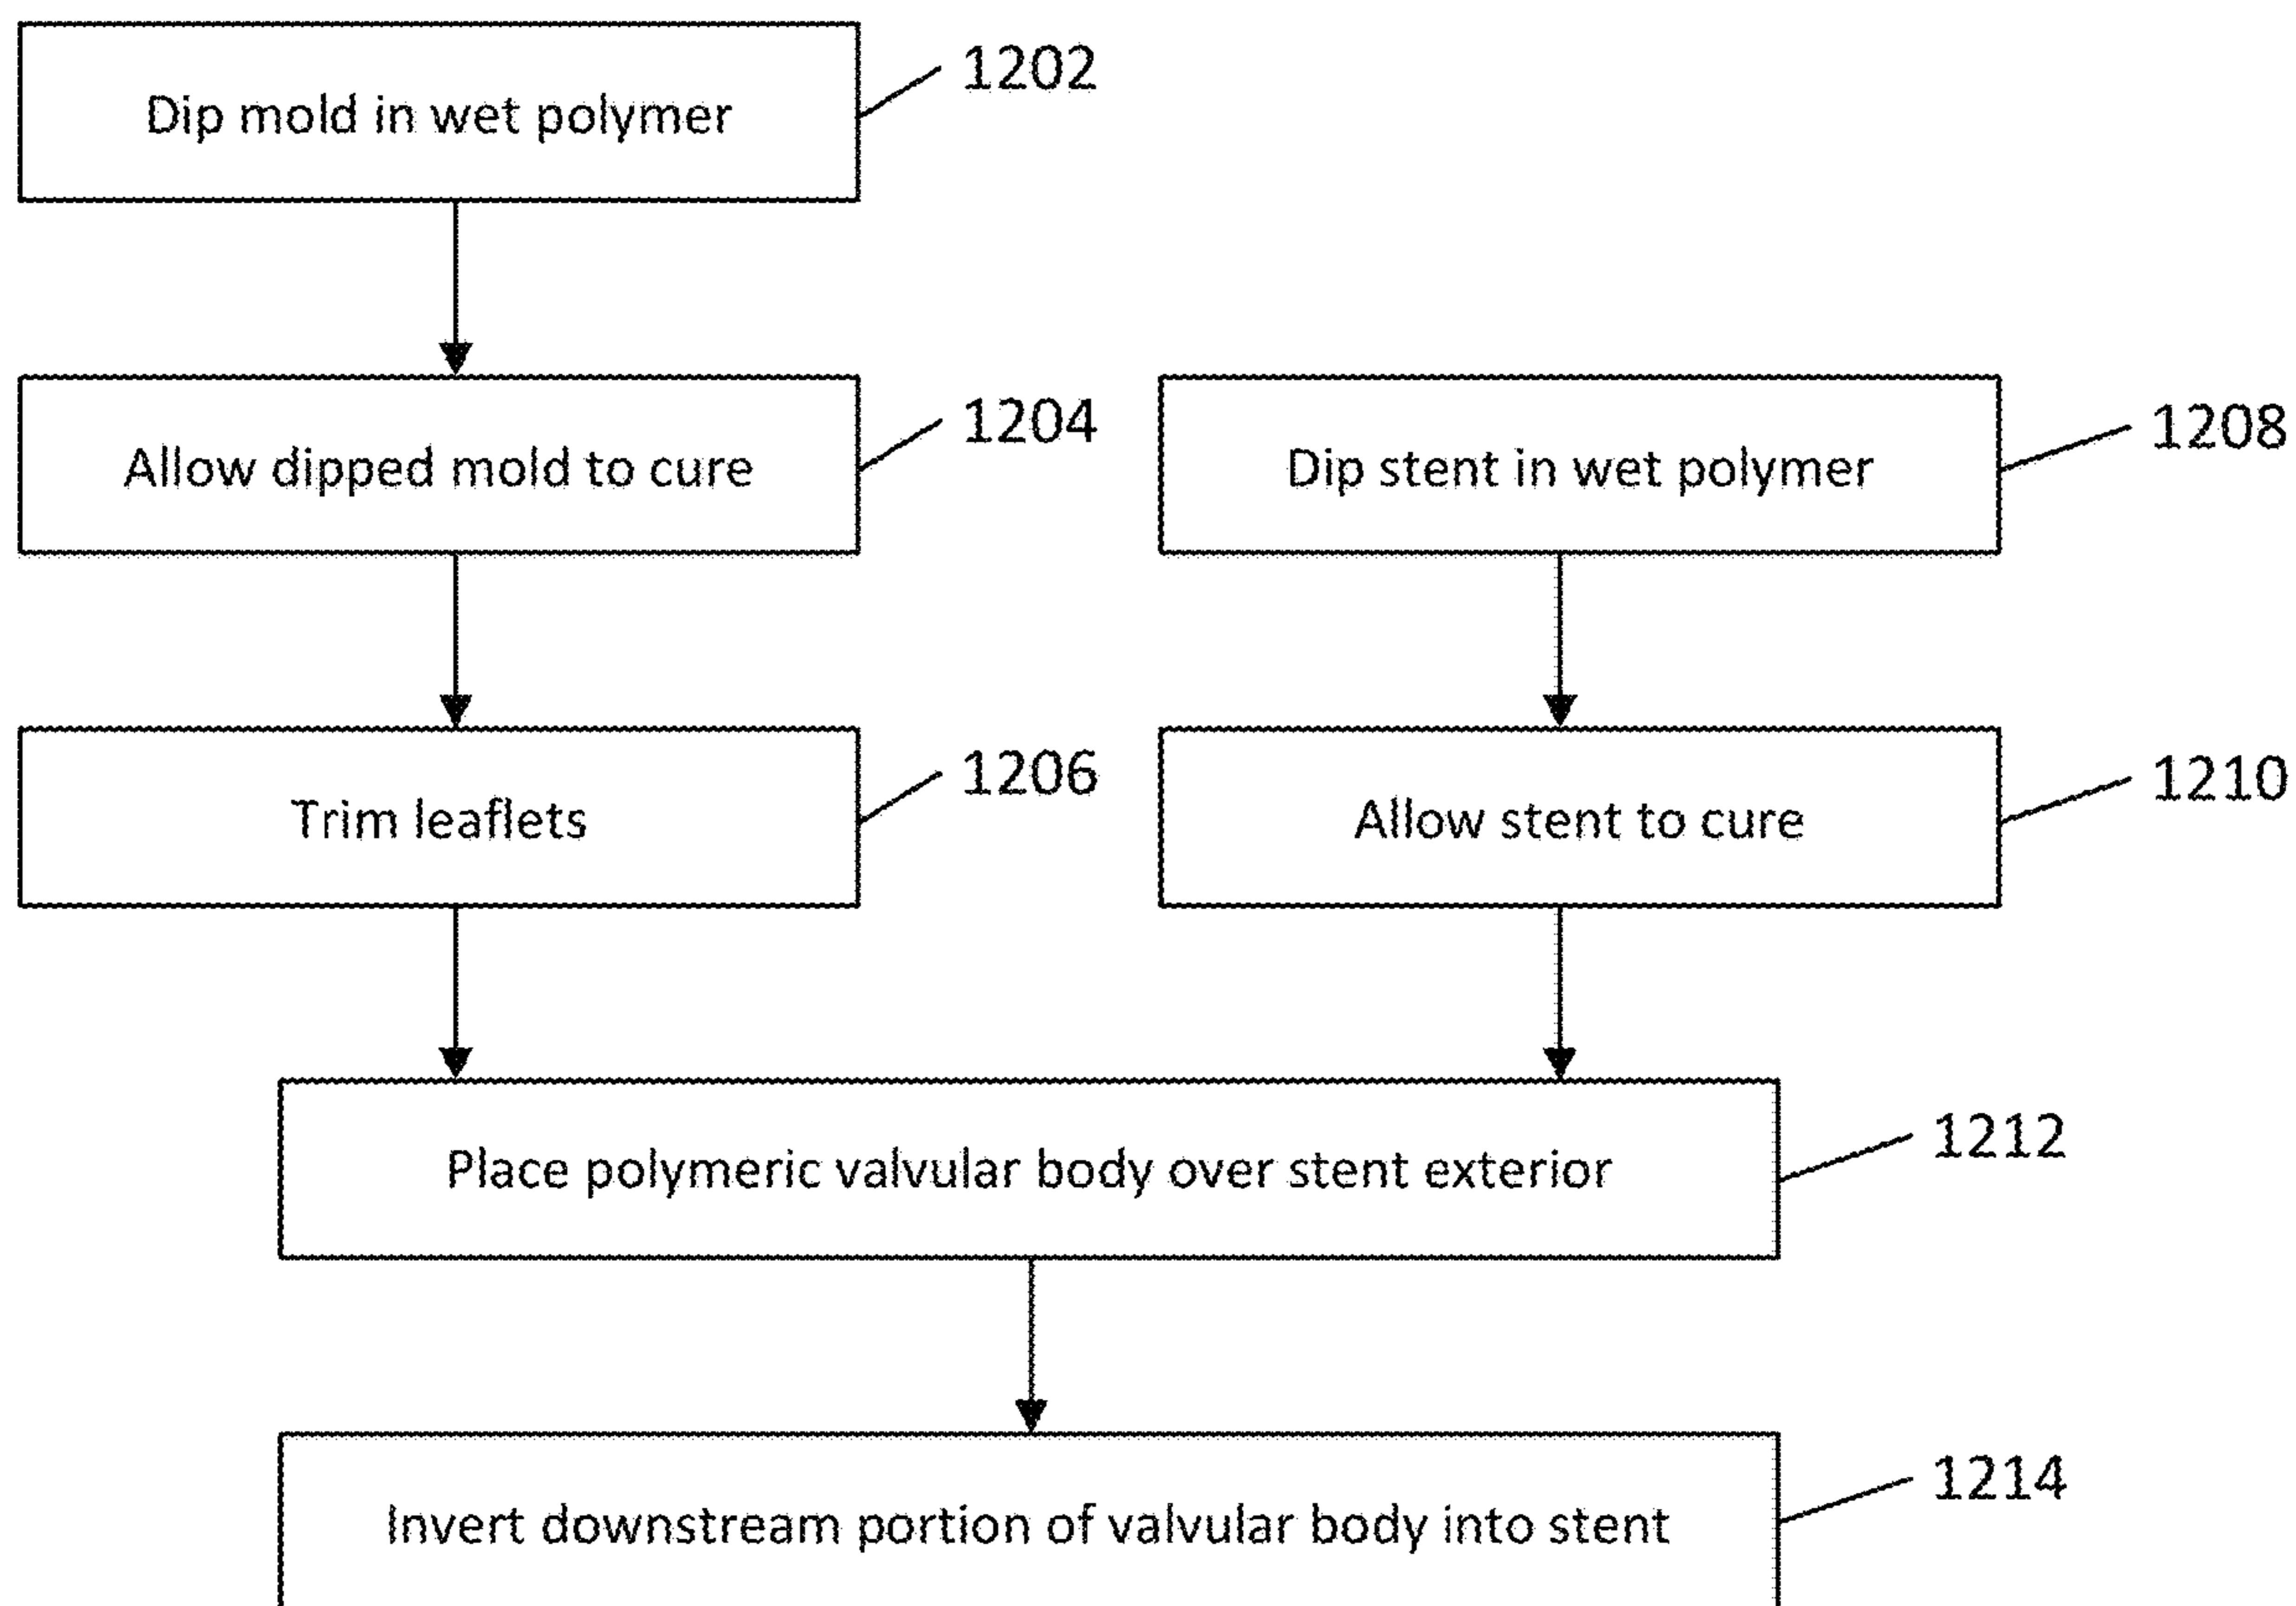 Dip mold in wet polymer
1202
Allow dipped mold to cure
1204
Dip stent in wet polymer
1208
Trim leaflets
1206
Allow stent to cure
1210
Place polymeric valvular body over stent exterior
1212
Invert downstream portion of valvular body into stent
1214